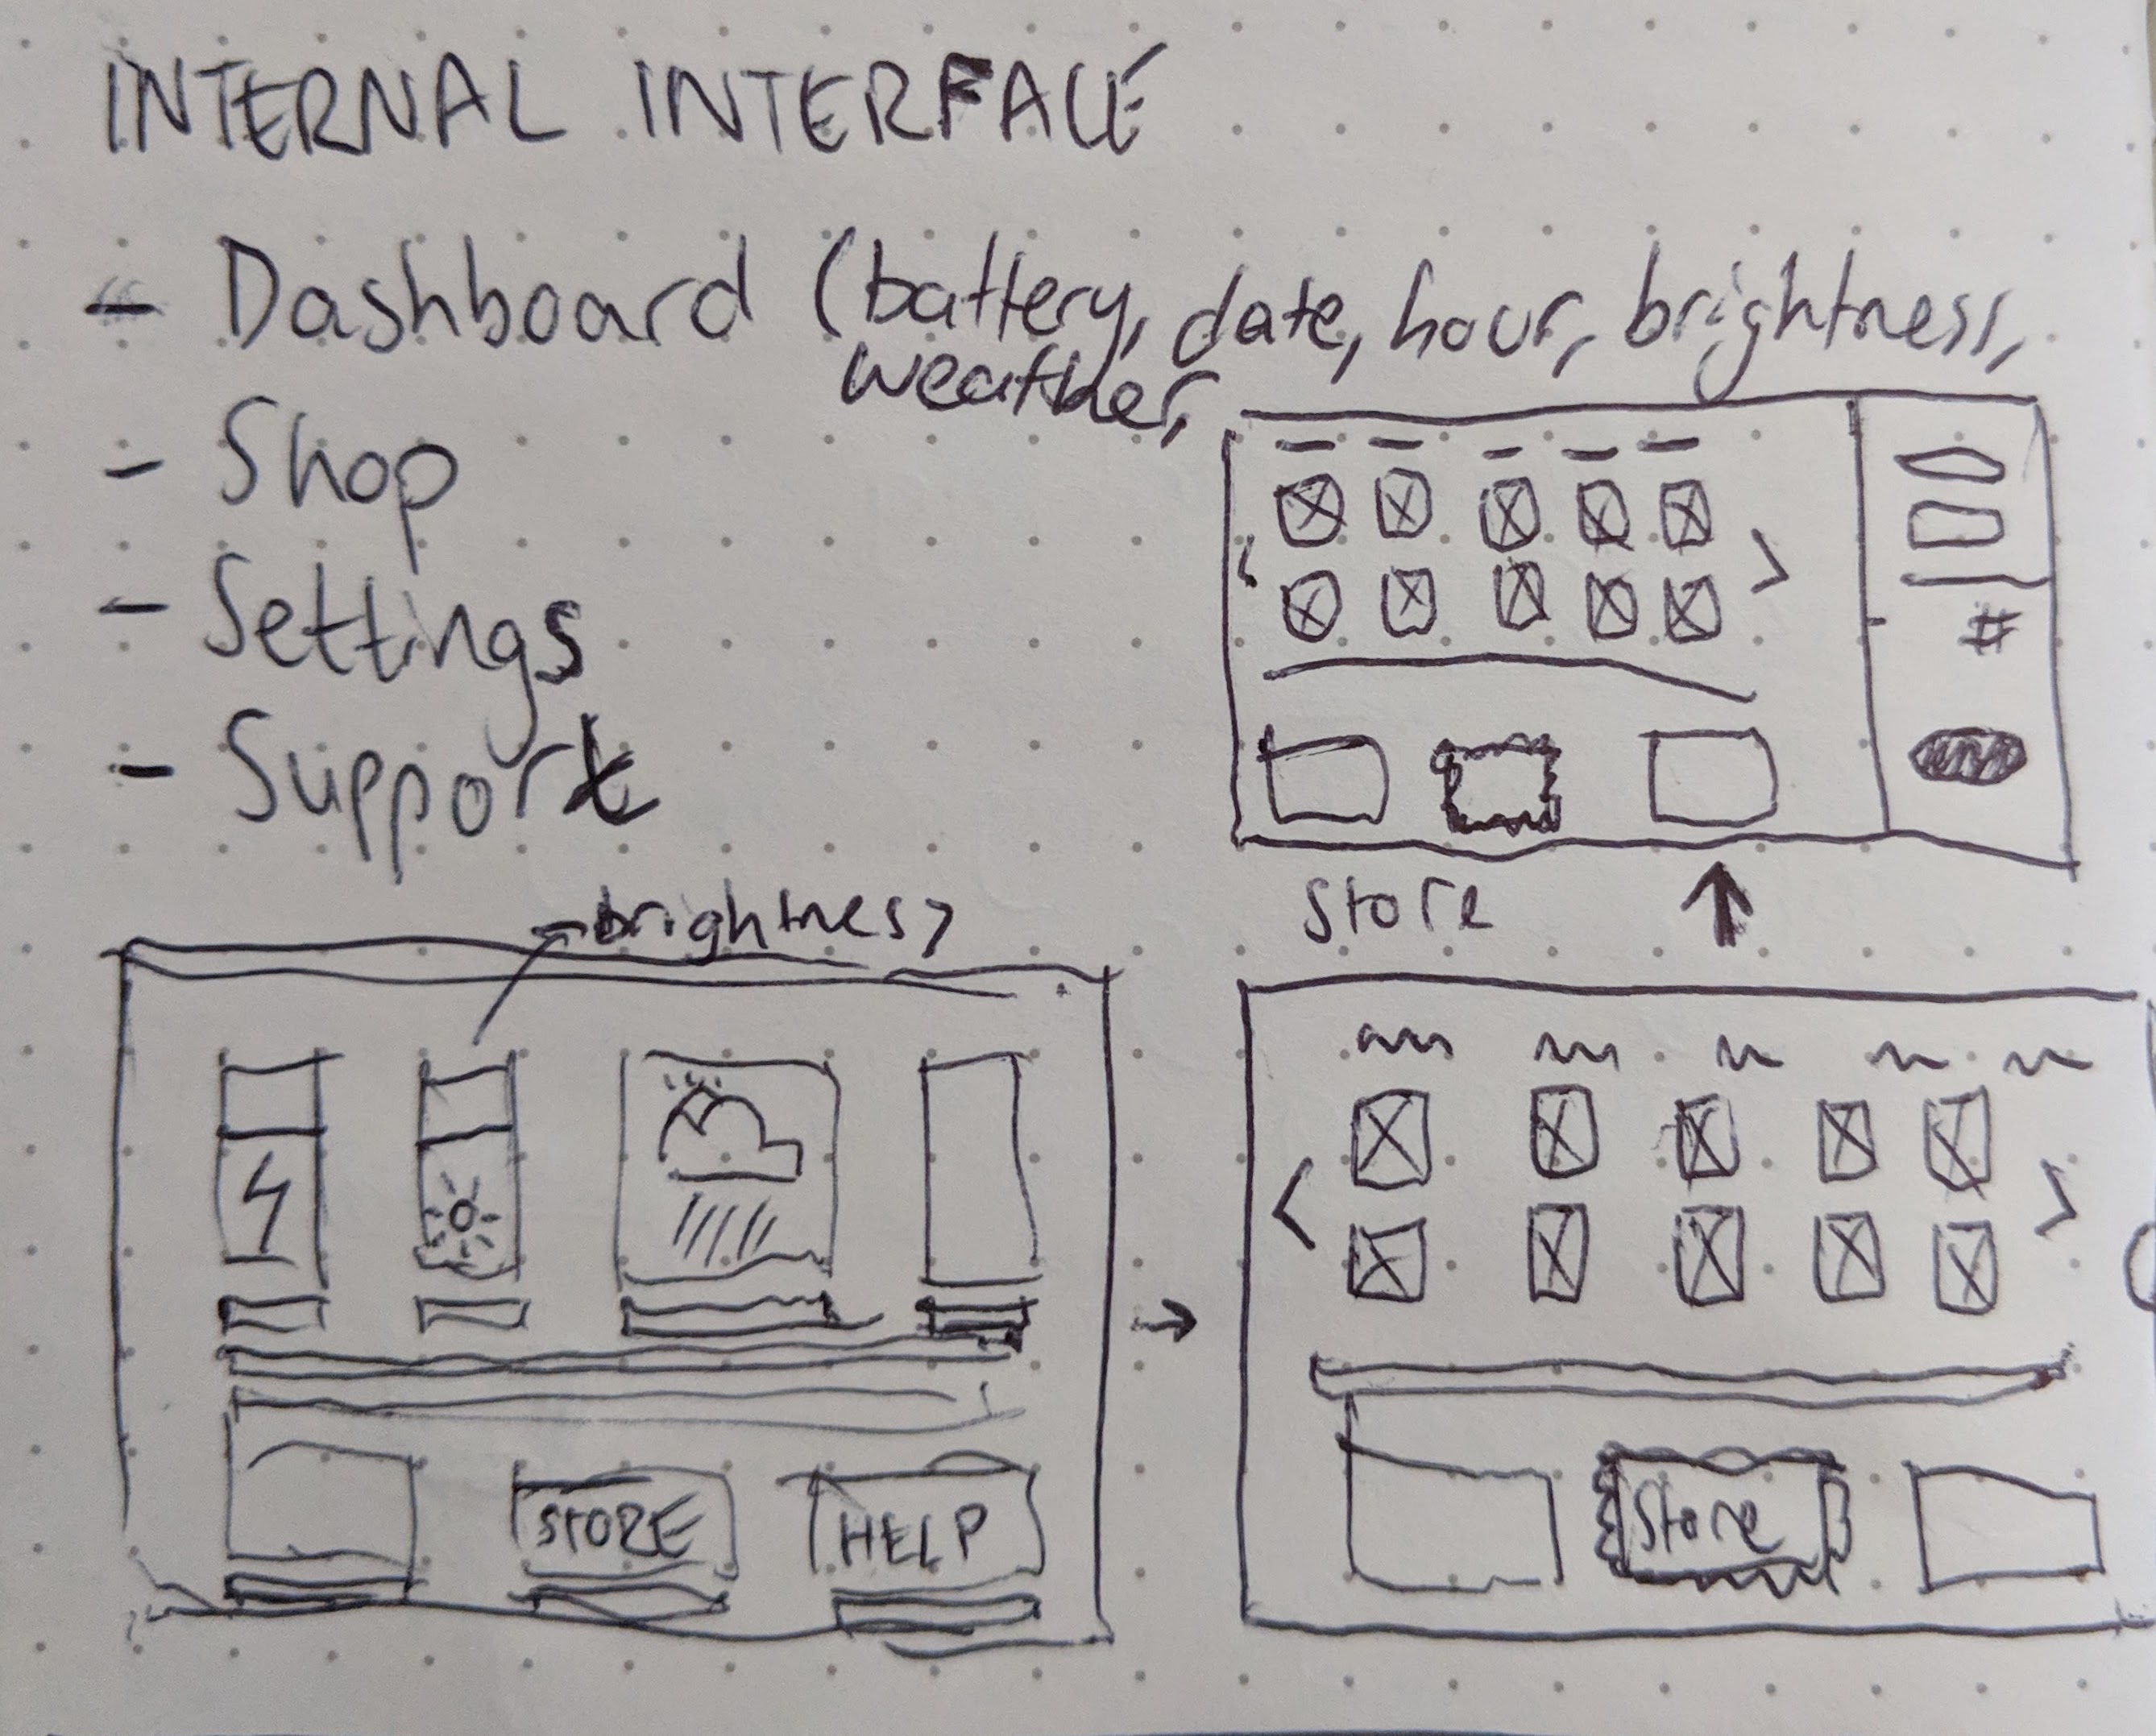 INTERNAL INTERFACE
- Dashboard (battery, date, hour, brightness,
weather,
- Shop
- Settings
- Support
brightness
store
#
STORE
HELP
Store